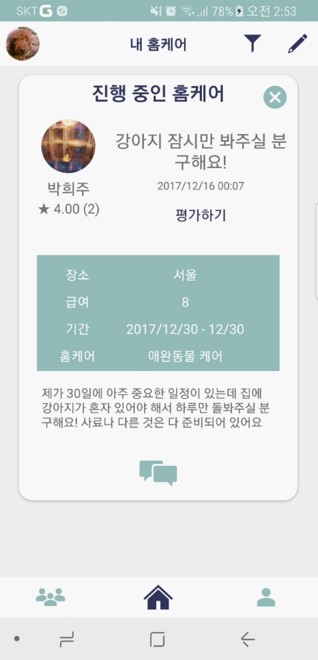 SKT 78% 오전 2:53
내 홈케어
진행 중인 홈케어
박희주
★ 4.00 (2)
강아지 잠시만 봐주실 분
구해요!
2017/12/16 00:07
평가하기
장소 서울
급여 8
기간 2017/12/30 - 12/30
홈케어 애완동물 케어
제가 30일에 아주 중요한 일정이 있는데 집에
강아지가 혼자 있어야 해서 하루만 돌봐주실 분
구해요! 사료나 다른 것은 다 준비되어 있어요